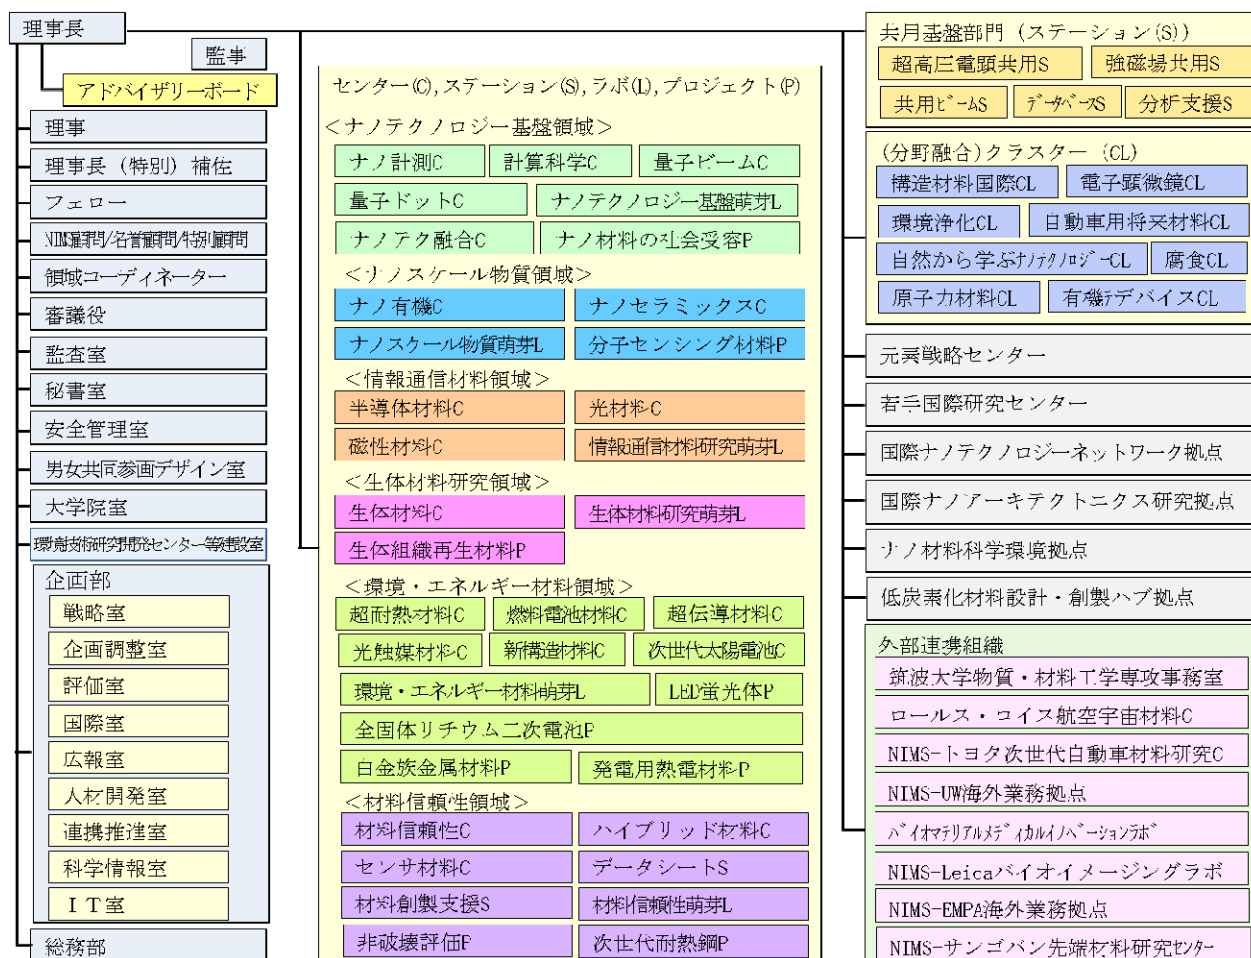 理事長
監事
アドバイザリーボード
理事
理事長（特別）補佐
フェロー
NIMS顧問/名誉顧問/特別顧問
領域コーディネーター
審議役
監査室
秘書室
安全管理室
男女共同参画デザイン室
大学院室
環境技術研究開発センター等建設室
企画部
戦略室
企画調整室
評価室
国際室
広報室
人材開発室
連携推進室
科学情報室
ＩＴ室
総務部
センター(C),ステーション(S),ラボ(L),プロジェクト(P)
＜ナノテクノロジー基盤領域＞
ナノ計測C 計算科学C 量子ビームC
量子ドットC ナノテクノロジー基盤萌芽L
ナノテク融合C ナノ材料の社会受容P
＜ナノスケール物質領域＞
ナノ有機C ナノセラミックスC
ナノスケール物質萌芽L 分子センシング材料P
＜情報通信材料領域＞
半導体材料C 光材料C
磁性材料C 情報通信材料研究萌芽L
＜生体材料研究領域＞
生体材料C 生体材料研究萌芽L
生体組織再生材料P
＜環境・エネルギー材料領域＞
超耐熱材料C 燃料電池材料C 超伝導材料C
光触媒材料C 新構造材料C 次世代太陽電池C
環境・エネルギー材料萌芽L LED蛍光体P
全固体リチウム二次電池P
白金族金属材料P 発電用熱電材料P
＜材料信頼性領域＞
材料信頼性C ハイブリッド材料C
センサ材料C データシートS
材料創製支援S 材料信頼性萌芽L
非破壊評価P 次世代耐熱鋼P
共用基盤部門（ステーション(S)）
超高圧電顕共用S 強磁場共用S
共用ビームS データベースS 分析支援S
(分野融合)クラスター（CL)
構造材料国際CL 電子顕微鏡CL
環境浄化CL 自動車用将来材料CL
自然から学ぶナノテクノロジーCL 腐食CL
原子力材料CL 有機デバイスCL
元素戦略センター
若手国際研究センター
国際ナノテクノロジーネットワーク拠点
国際ナノアーキテクトニクス研究拠点
ナノ材料科学環境拠点
低炭素化材料設計・創製ハブ拠点
外部連携組織
筑波大学物質・材料工学専攻事務室
ロールス・ロイス航空宇宙材料C
NIMS-トヨタ次世代自動車材料研究C
NIMS-UW海外業務拠点
バイオマテリアルメディカルイノベーションラボ
NIMS-Leicaバイオイメージングラボ
NIMS-EMPA海外業務拠点
NIMS-サンゴバン先端材料研究センター